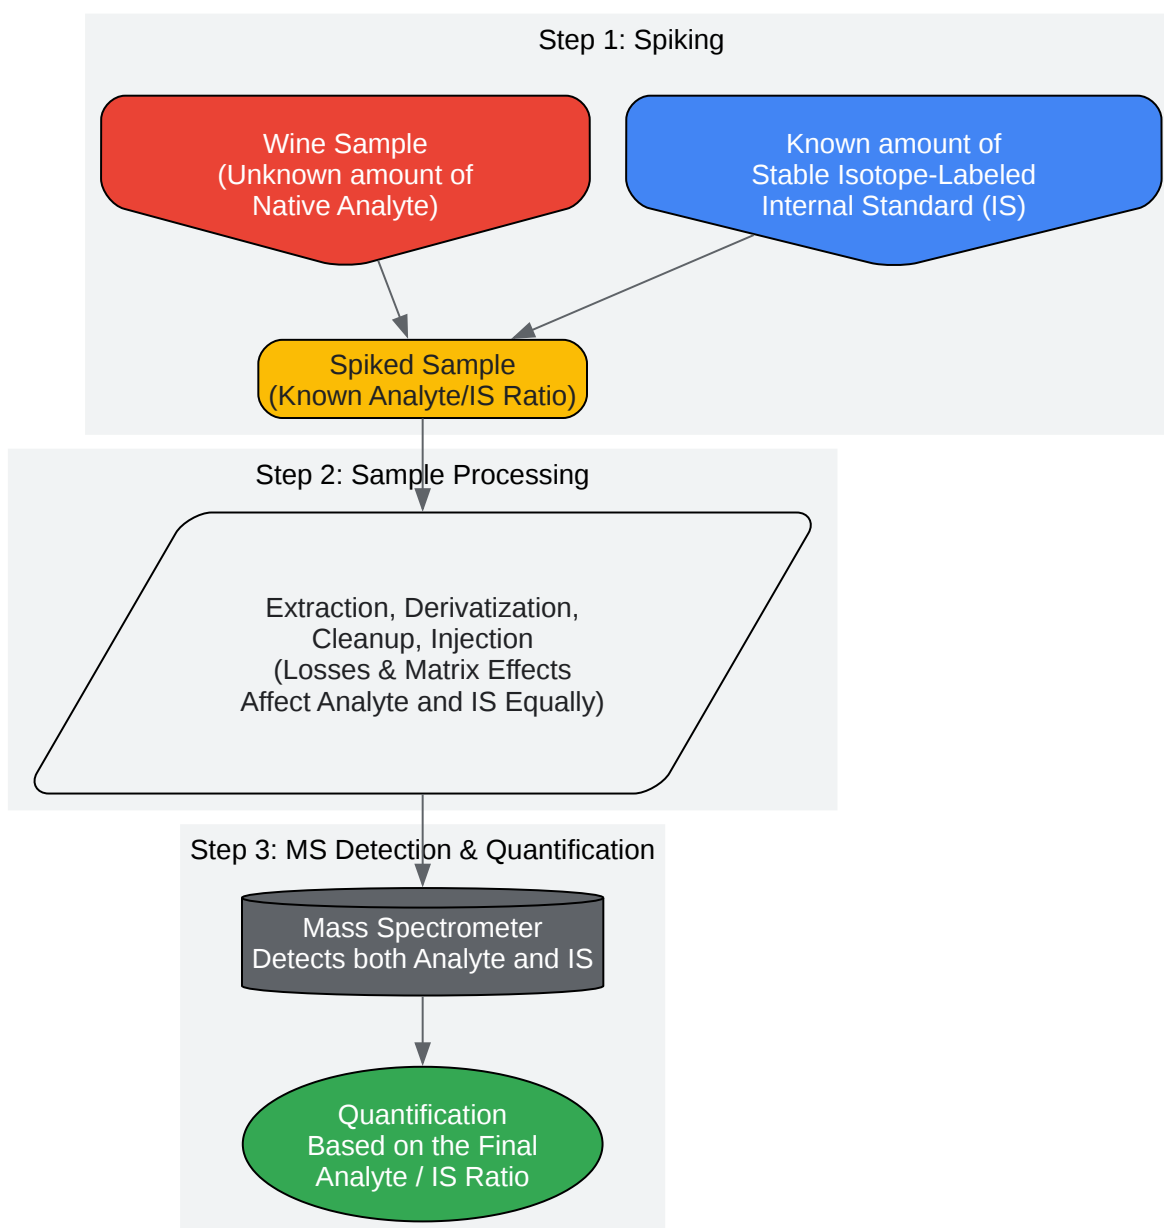 Step 1: Spiking
Wine Sample
(Unknown amount of
Native Analyte)
Known amount of
Stable Isotope-Labeled
Internal Standard (IS)
Spiked Sample
(Known Analyte/IS Ratio)
Step 2: Sample Processing
Extraction, Derivatization,
Cleanup, Injection
(Losses & Matrix Effects
Affect Analyte and IS Equally)
Step 3: MS Detection & Quantification
Mass Spectrometer
Detects both Analyte and IS
Quantification
Based on the Final
Analyte / IS Ratio